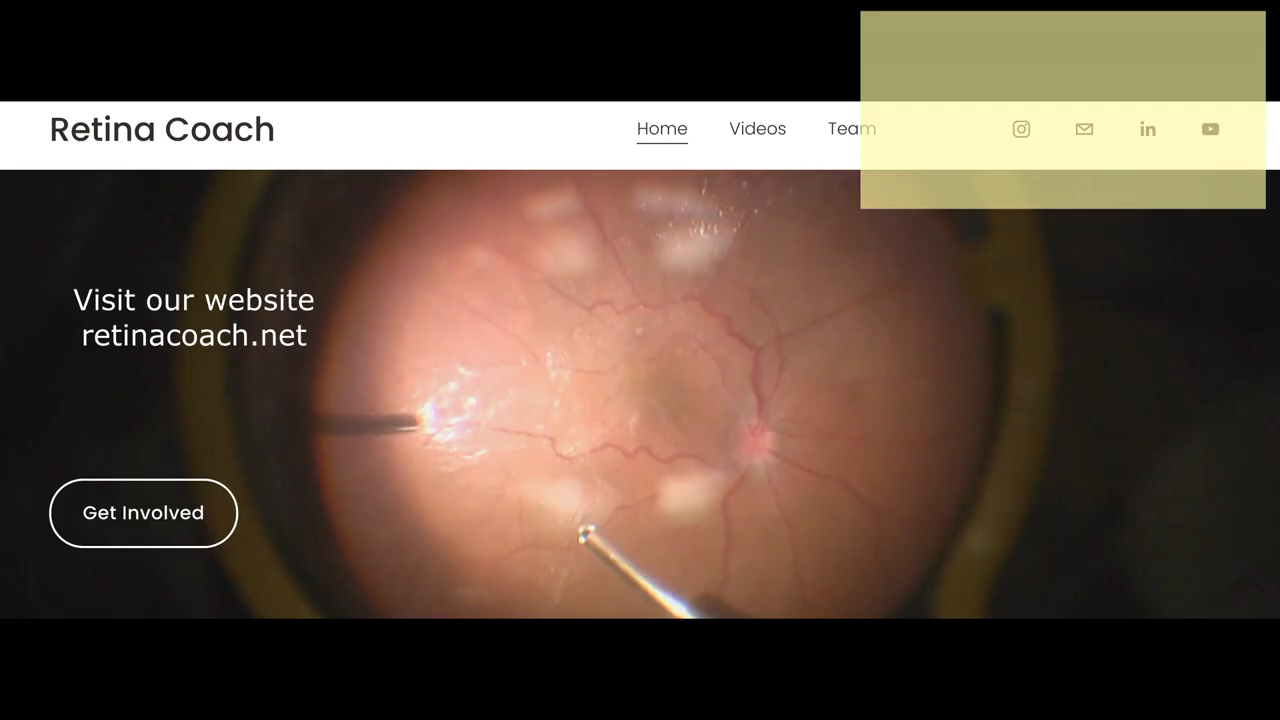 Retina Coach
Home Videos Team
Visit our website
retinacoach.net
Get Involved